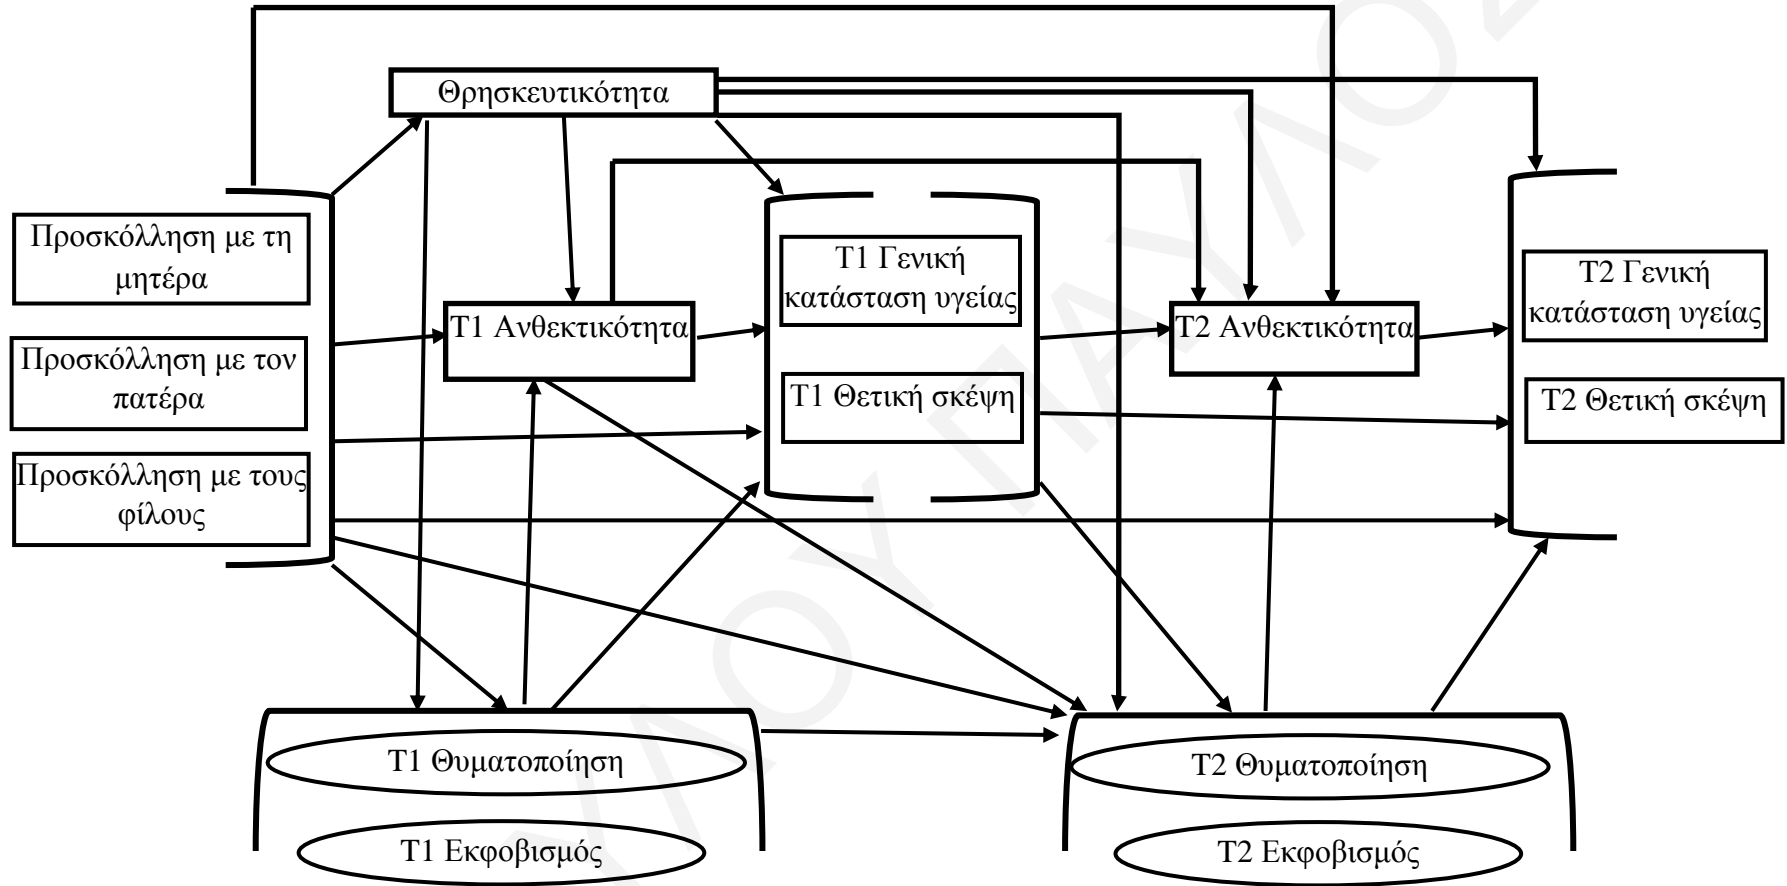 Θρησκευτικότητα
Προσκόλληση με τη
μητέρα
Προσκόλληση με τον
πατέρα
Προσκόλληση με τους
φίλους
Τ1 Ανθεκτικότητα
Τ1 Γενική
κατάσταση υγείας
Τ1 Θετική σκέψη
Τ2 Ανθεκτικότητα
Τ2 Γενική
κατάσταση υγείας
Τ2 Θετική σκέψη
Τ1 Θυματοποίηση
Τ1 Εκφοβισμός
Τ2 Θυματοποίηση
Τ2 Εκφοβισμός